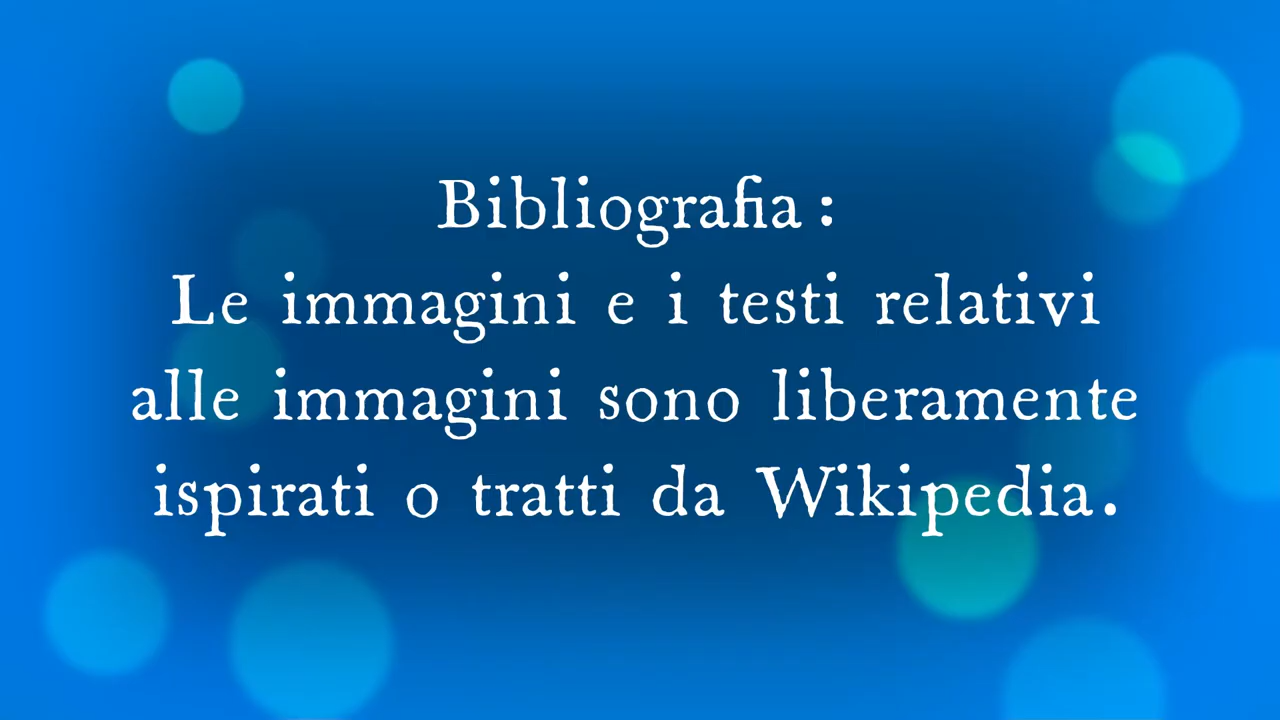 Bibliografia:
Le immagini e i testi relativi
alle immagini sono liberamente
ispirati o tratti da Wikipedia.